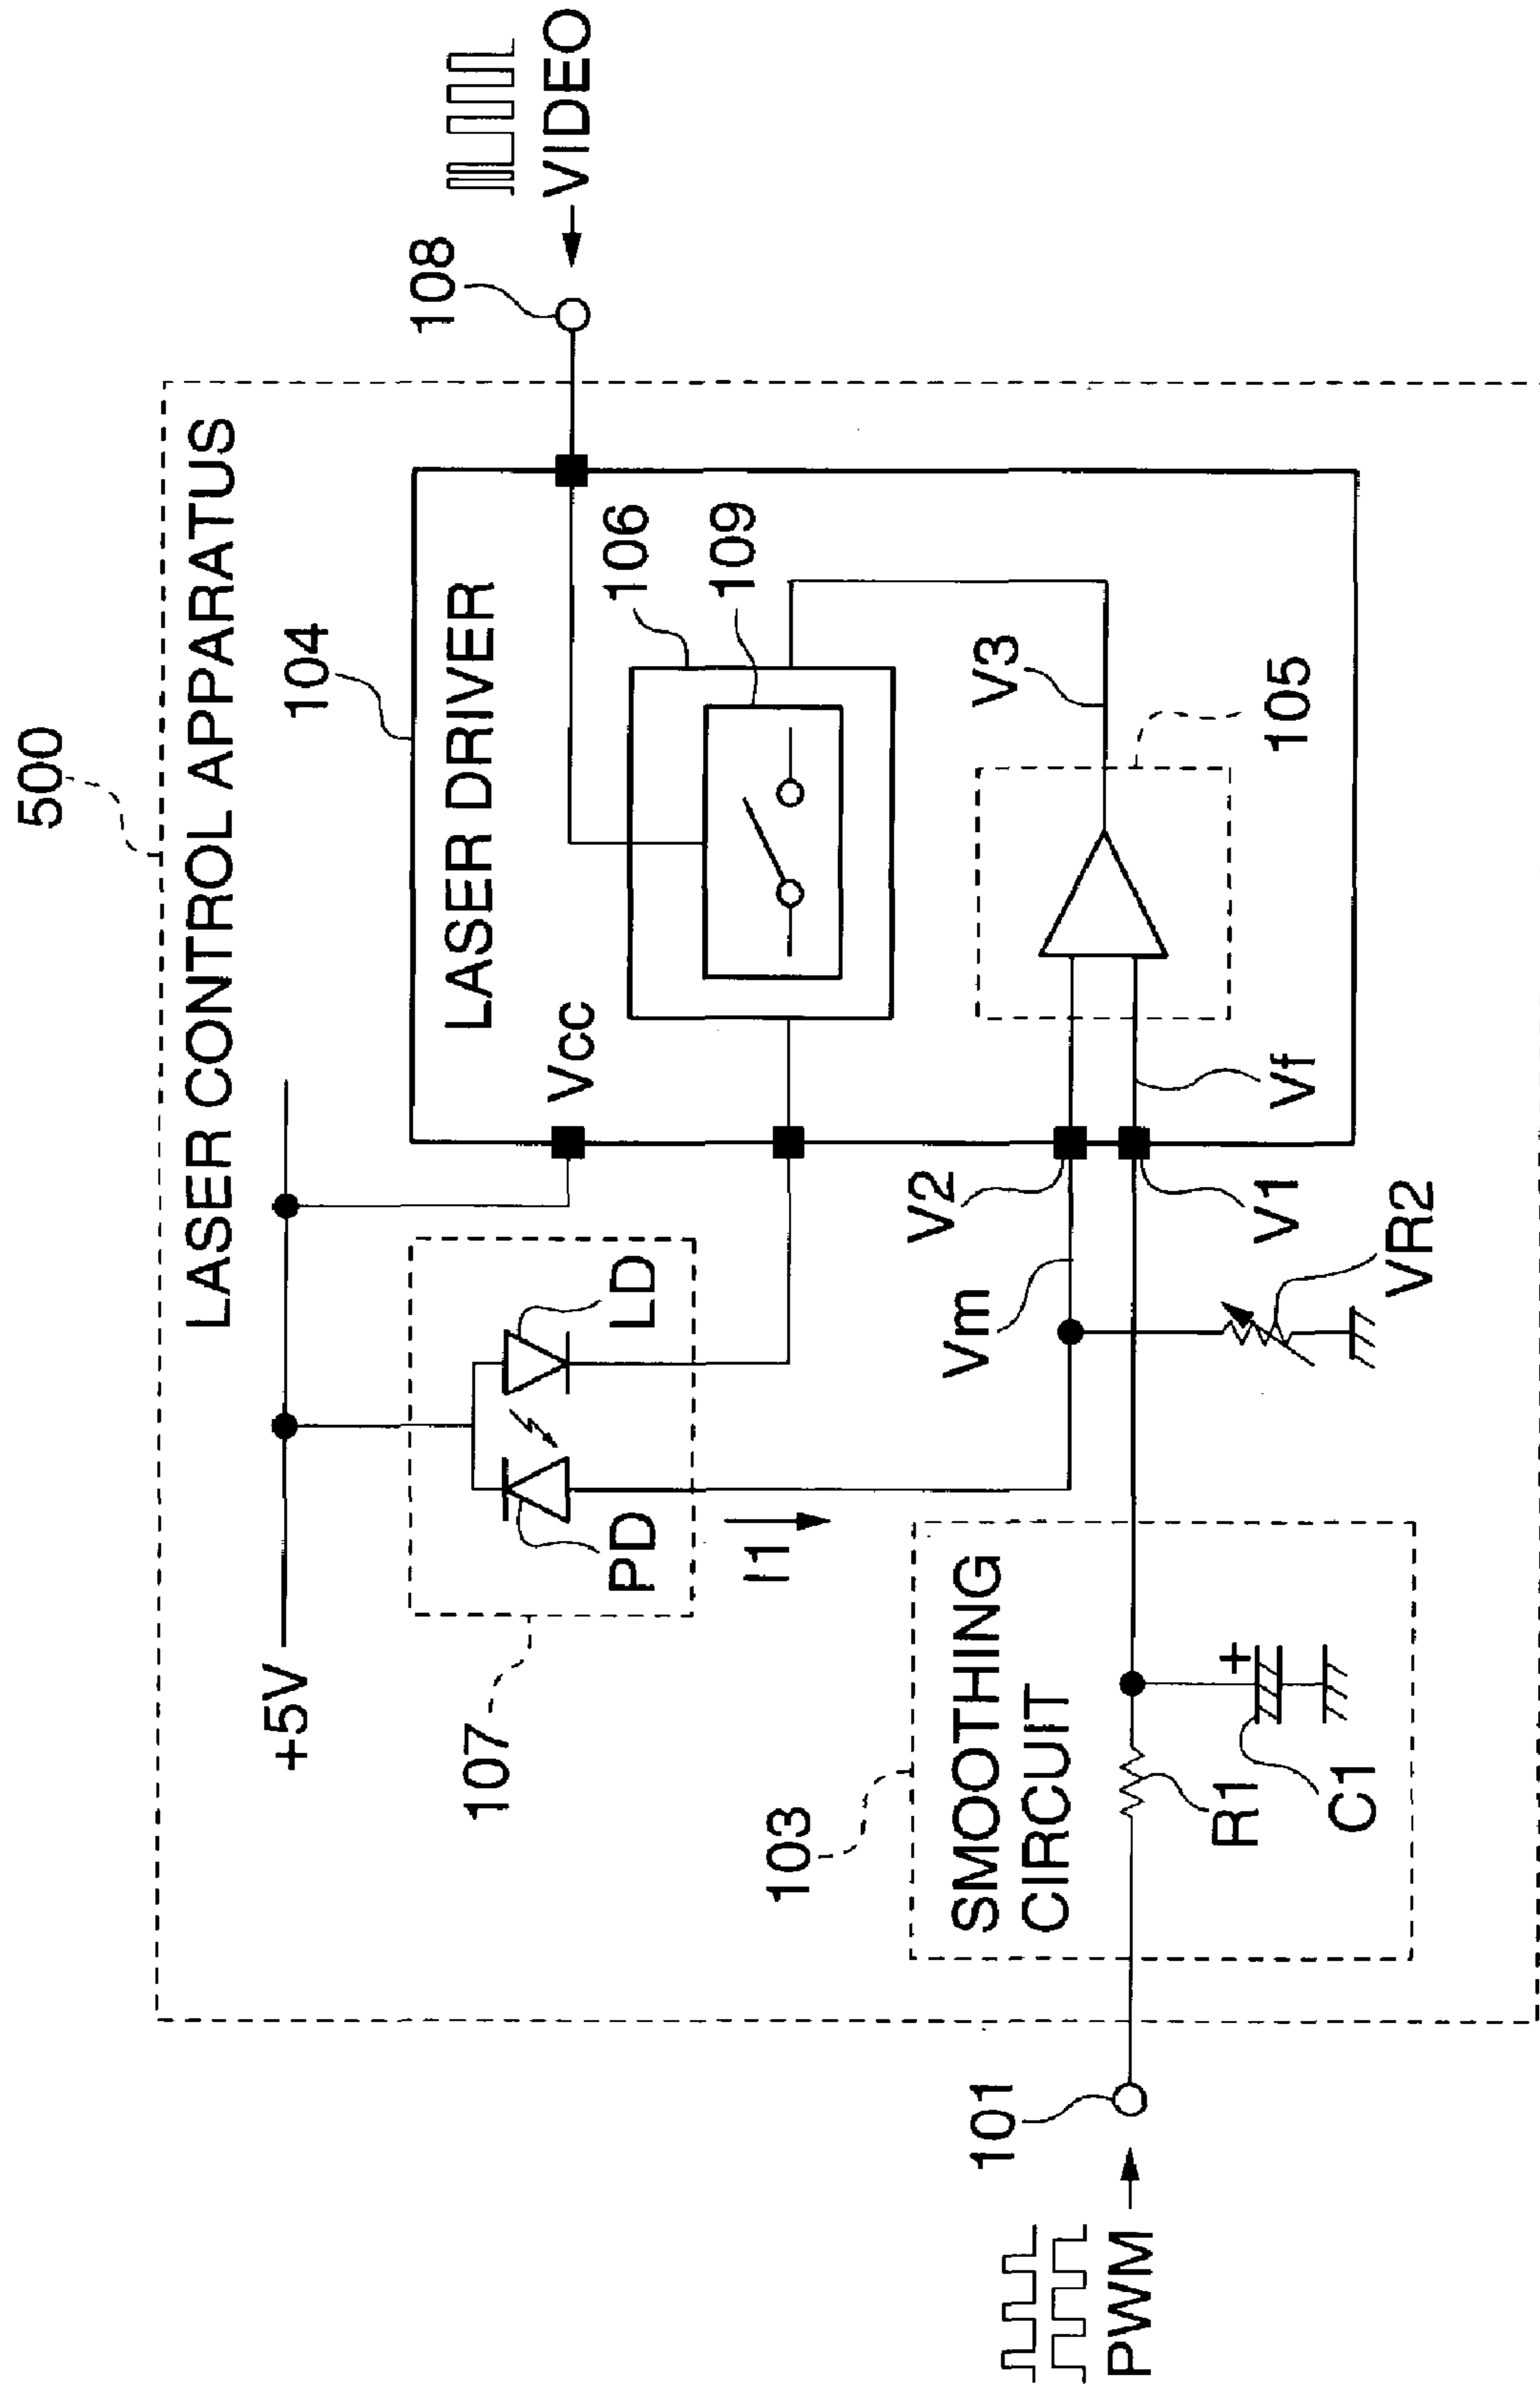 500
LASER CONTROL APPARATUS
+5V
104
108
VIDEO
LASER DRIVER
Vcc
106
109
107
PD
LD
I1
V2
Vm
V3
105
Vf
V1
VR2
103
SMOOTHING
CIRCUIT
R1
C1
101
PWM
+